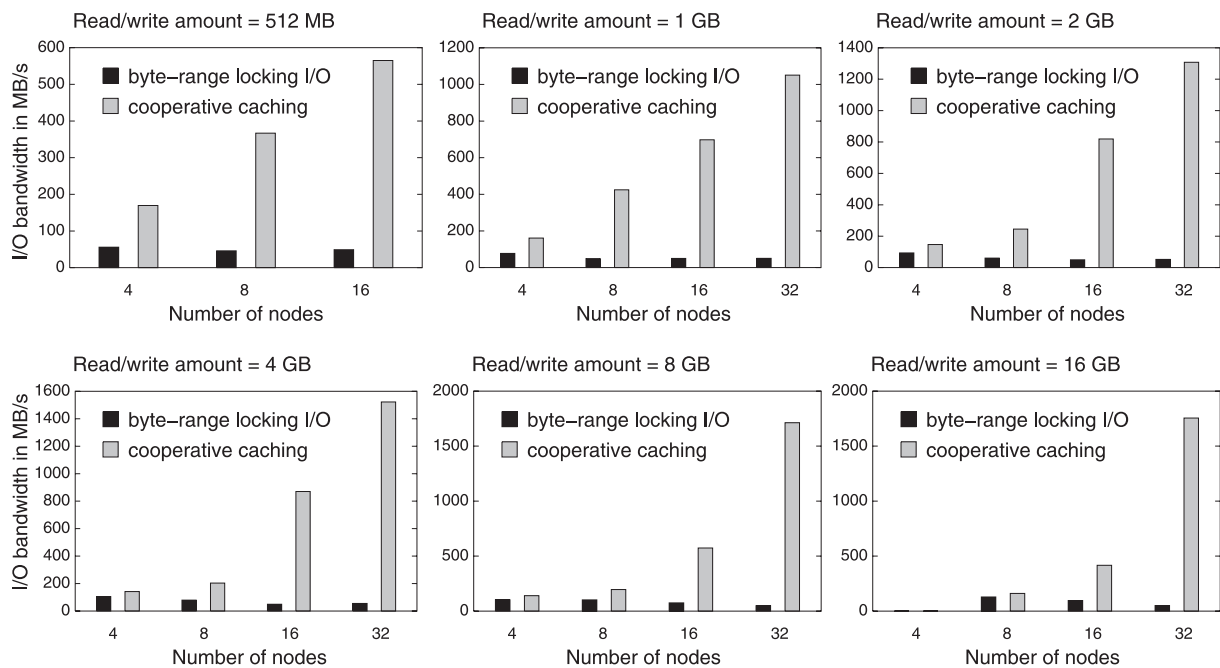 Read/write amount = 512 MB
I/O bandwidth in MB/s
600
500
400
300
200
100
0
byte-range locking I/O
cooperative caching
4 8 16
Number of nodes
Read/write amount = 1 GB
1200
1000
800
600
400
200
0
byte-range locking I/O
cooperative caching
4 8 16 32
Number of nodes
Read/write amount = 2 GB
1400
1200
1000
800
600
400
200
0
byte-range locking I/O
cooperative caching
4 8 16 32
Number of nodes
Read/write amount = 4 GB
I/O bandwidth in MB/s
1600
1400
1200
1000
800
600
400
200
0
byte-range locking I/O
cooperative caching
4 8 16 32
Number of nodes
Read/write amount = 8 GB
2000
1500
1000
500
0
byte-range locking I/O
cooperative caching
4 8 16 32
Number of nodes
Read/write amount = 16 GB
2000
1500
1000
500
0
byte-range locking I/O
cooperative caching
4 8 16 32
Number of nodes